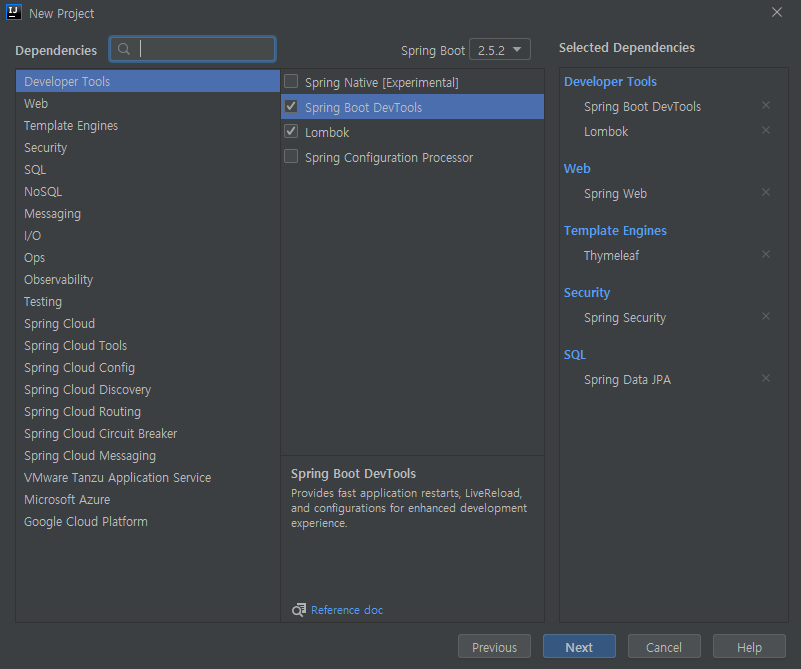 New Project
Dependencies
Spring Boot 2.5.2
Selected Dependencies
Developer Tools
Web
Template Engines
Security
SQL
NoSQL
Messaging
I/O
Ops
Observability
Testing
Spring Cloud
Spring Cloud Tools
Spring Cloud Config
Spring Cloud Discovery
Spring Cloud Routing
Spring Cloud Circuit Breaker
Spring Cloud Messaging
VMware Tanzu Application Service
Microsoft Azure
Google Cloud Platform
Spring Native [Experimental]
Spring Boot DevTools
Lombok
Spring Configuration Processor
Spring Boot DevTools
Provides fast application restarts, LiveReload,
and configurations for enhanced development
experience.
Reference doc
Developer Tools
Spring Boot DevTools
Lombok
Web
Spring Web
Template Engines
Thymeleaf
Security
Spring Security
SQL
Spring Data JPA
Previous
Next
Cancel
Help